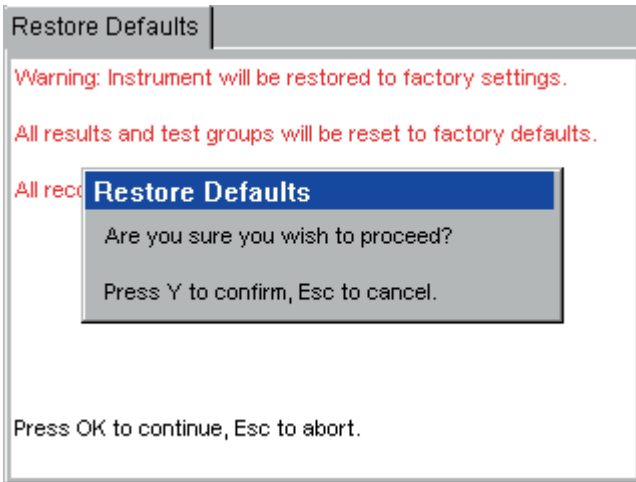 Restore Defaults
Warning: Instrument will be restored to factory settings.
All results and test groups will be reset to factory defaults.
All
Restore Defaults
Are you sure you wish to proceed?
Press Y to confirm, Esc to cancel.
Press OK to continue, Esc to abort.